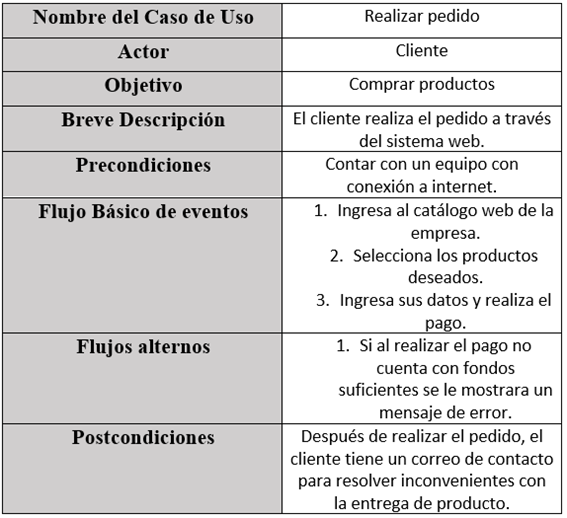 Nombre del Caso de Uso
Realizar pedido
Actor
Cliente
Objetivo
Comprar productos
Breve Descripción
El cliente realiza el pedido a través
del sistema web.
Precondiciones
Contar con un equipo con
conexión a internet.
Flujo Básico de eventos
1. Ingresa al catálogo web de la
empresa.
2. Selecciona los productos
deseados.
3. Ingresa sus datos y realiza el
pago.
Flujos alternos
1. Si al realizar el pago no
cuenta con fondos
suficientes se le mostrara un
mensaje de error.
Postcondiciones
Después de realizar el pedido, el
cliente tiene un correo de contacto
para resolver inconvenientes con
la entrega de producto.